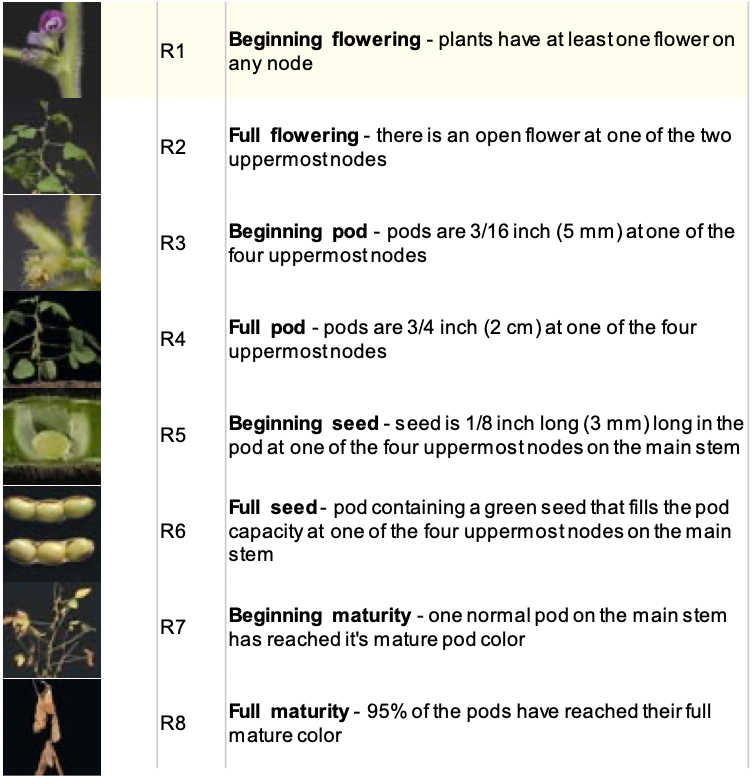 R1
Beginning flowering - plants have at least one flower on
any node
R2
Full flowering - there is an open flower at one of the two
uppermost nodes
R3
Beginning pod - pods are 3/16 inch (5 mm) at one of the
four uppermost nodes
R4
Full pod - pods are 3/4 inch (2 cm) at one of the four
uppermost nodes
R5
Beginning seed - seed is 1/8 inch long (3 mm) long in the
pod at one of the four uppermost nodes on the main stem
R6
Full seed - pod containing a green seed that fills the pod
capacity at one of the four uppermost nodes on the main
stem
R7
Beginning maturity - one normal pod on the main stem
has reached it's mature pod color
R8
Full maturity - 95% of the pods have reached their full
mature color